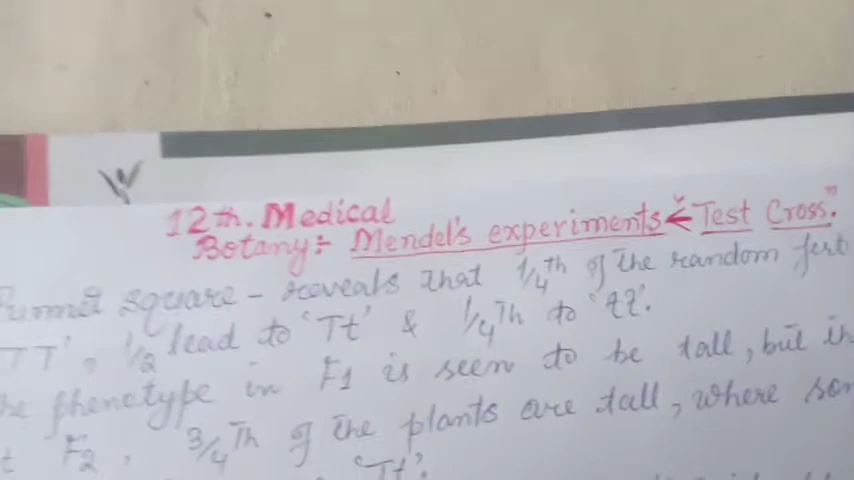 12th. Medical
Botany:- Mendel's experiments < "Test Cross".
Punnet square - reveals that 1/4th of the random fert
TT', 1/2 lead to 'Tt' & 1/4th to 'tt'.
he phenotype in F1 is seen to be tall, but in
t F2, 3/4th of the plants are tall, where som
'Tt'.